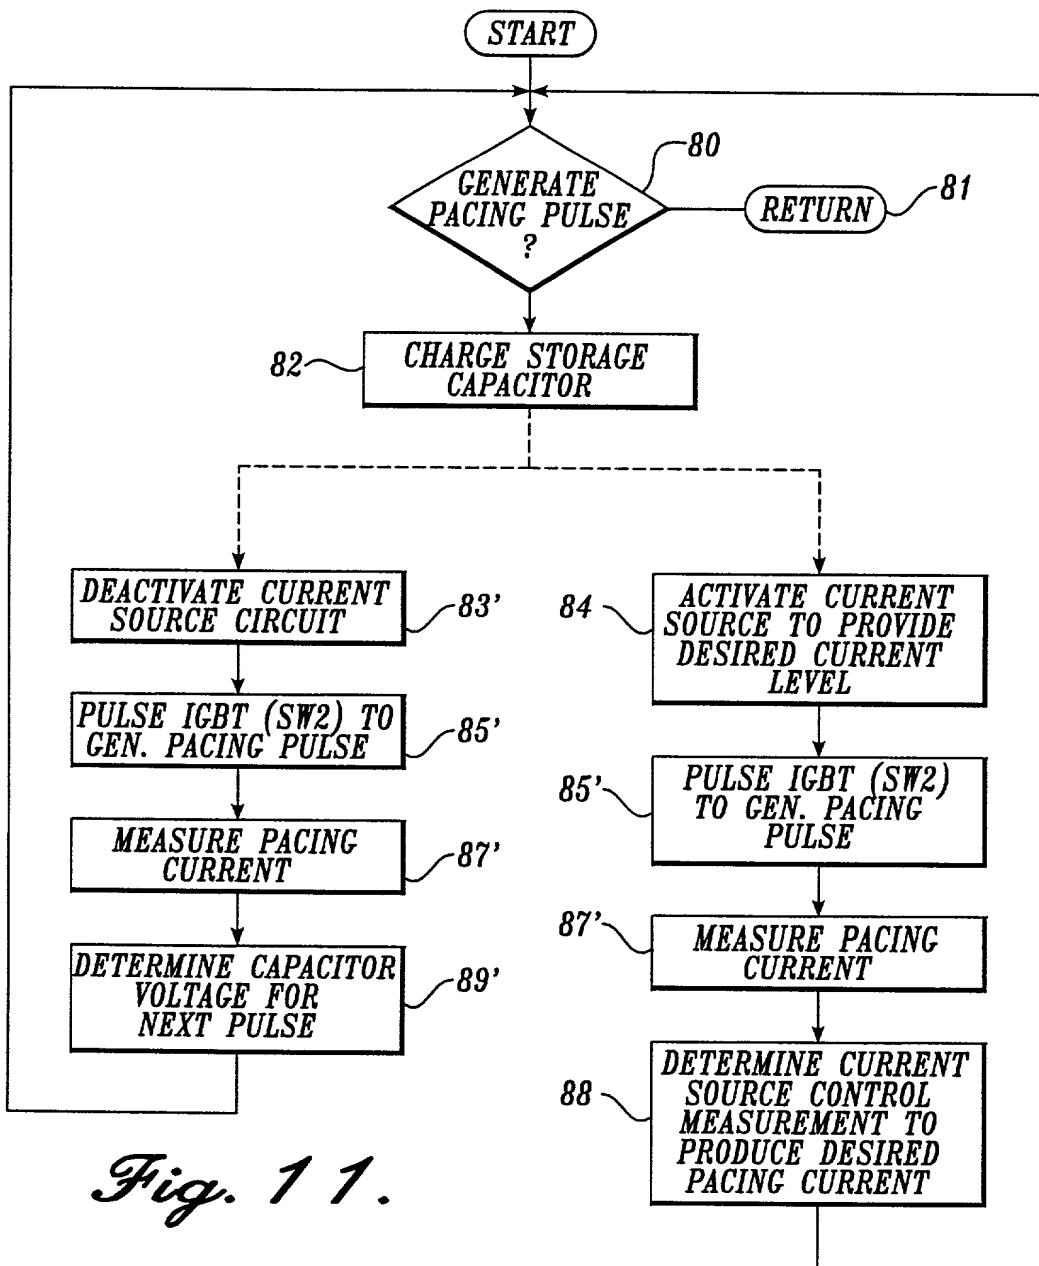 START
GENERATE
PACING PULSE
?
80
RETURN
81
CHARGE STORAGE
CAPACITOR
82
DEACTIVATE CURRENT
SOURCE CIRCUIT
83'
PULSE IGBT (SW2) TO
GEN. PACING PULSE
85'
MEASURE PACING
CURRENT
87'
DETERMINE CAPACITOR
VOLTAGE FOR
NEXT PULSE
89'
84
ACTIVATE CURRENT
SOURCE TO PROVIDE
DESIRED CURRENT
LEVEL
85'
PULSE IGBT (SW2)
TO GEN. PACING
PULSE
87'
MEASURE PACING
CURRENT
88
DETERMINE CURRENT
SOURCE CONTROL
MEASUREMENT TO
PRODUCE DESIRED
PACING CURRENT
Fig. 11.